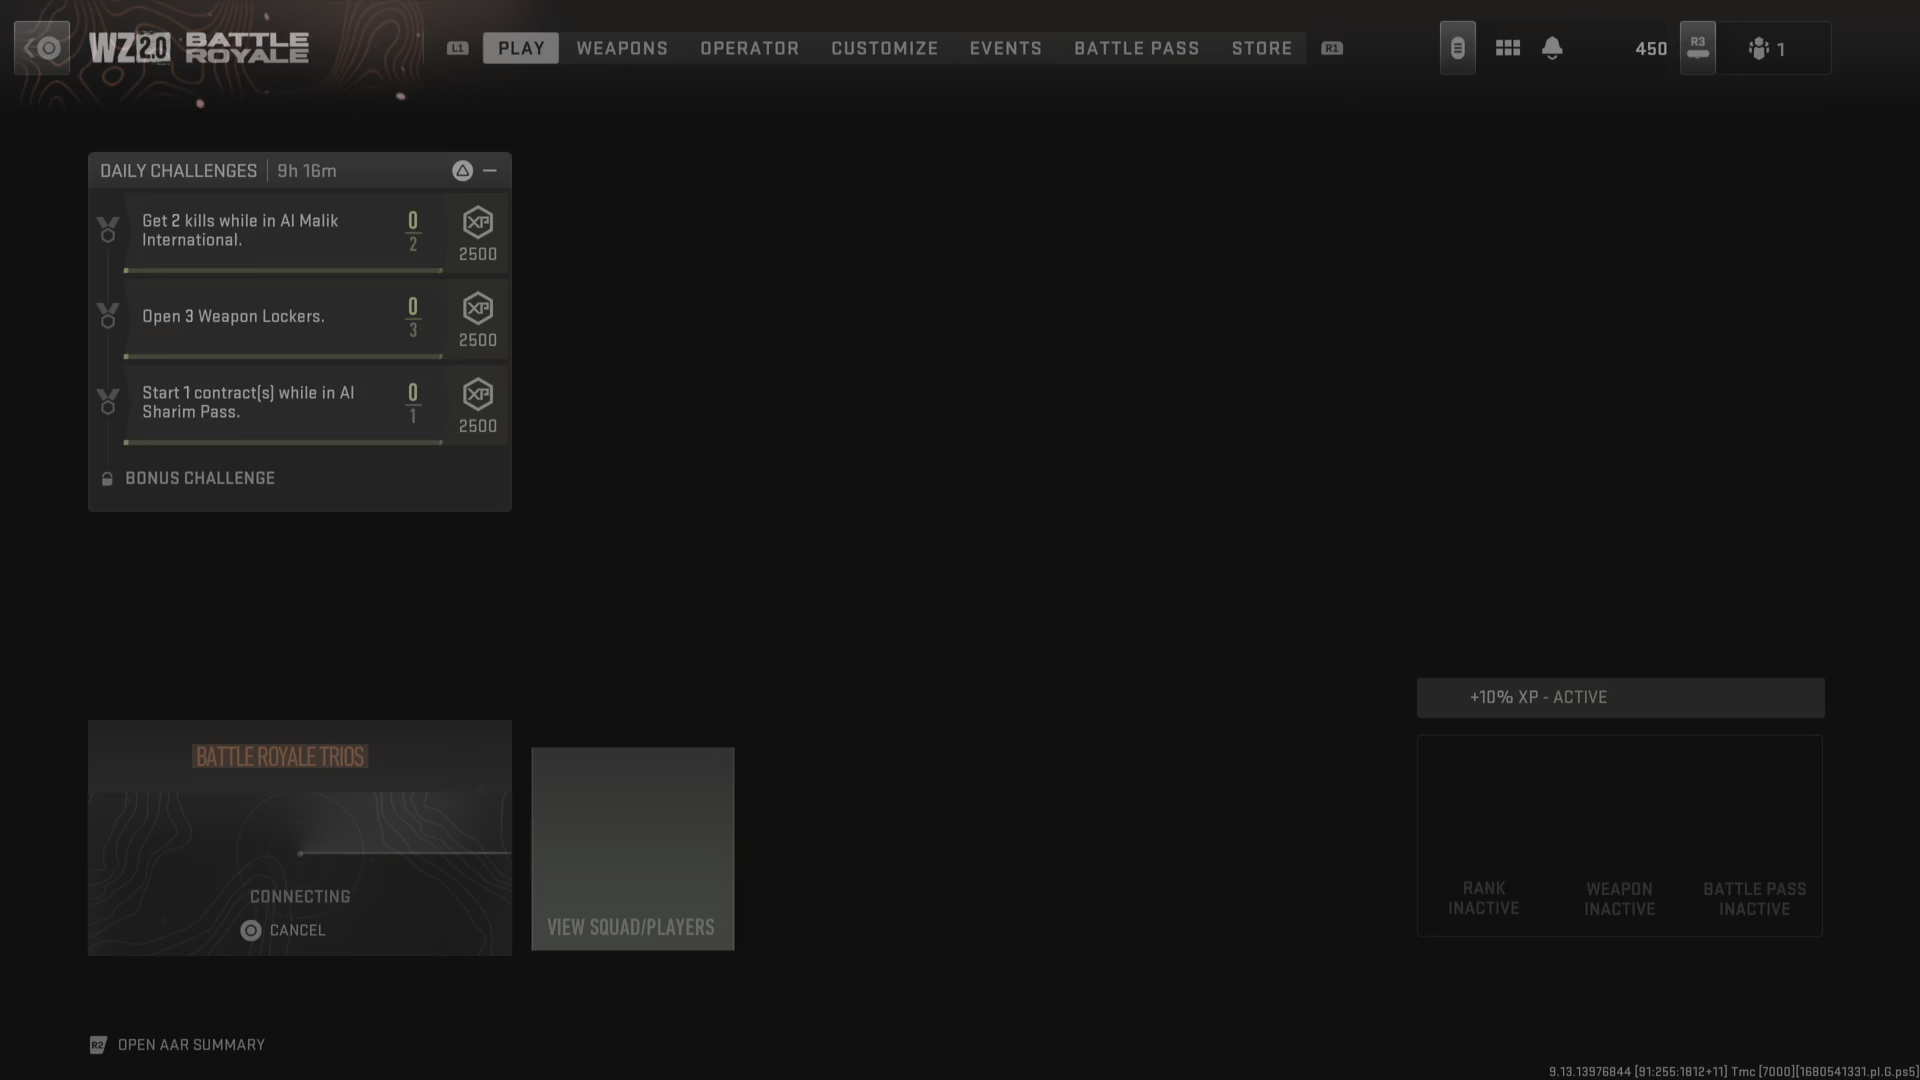 WZ2.0 BATTLE ROYALE
L1 PLAY WEAPONS OPERATOR CUSTOMIZE EVENTS BATTLE PASS STORE R1
450 R3 1
DAILY CHALLENGES 9h 16m
Get 2 kills while in Al Malik
International.
0
2
XP
2500
Open 3 Weapon Lockers.
0
3
XP
2500
Start 1 contract(s) while in Al
Sharim Pass.
0
1
XP
2500
BONUS CHALLENGE
+10% XP - ACTIVE
BATTLE ROYALE TRIOS
CONNECTING
CANCEL
VIEW SQUAD/PLAYERS
RANK
INACTIVE
WEAPON
INACTIVE
BATTLE PASS
INACTIVE
R2 OPEN AAR SUMMARY
9.13.13976844 [91:255:1812+11] Tmc [7000][1680541331.pl.G.ps5]